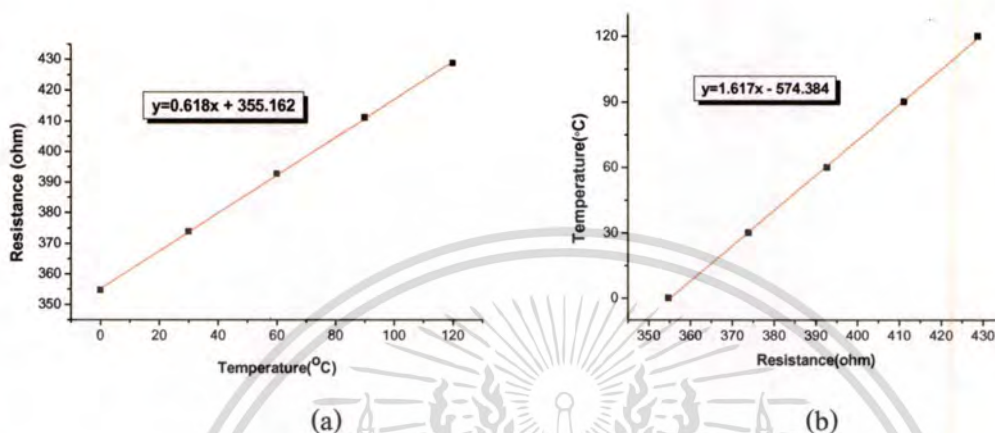 430
420
410
400
390
380
370
360
350
Resistance (ohm)
y=0.618x + 355.162
0 20 40 60 80 100 120
Temperature(ᴼC)
(a)
120
90
60
30
0
Temperature(°C)
y=1.617x - 574.384
350 360 370 380 390 400 410 420 430
Resistance(ohm)
(b)